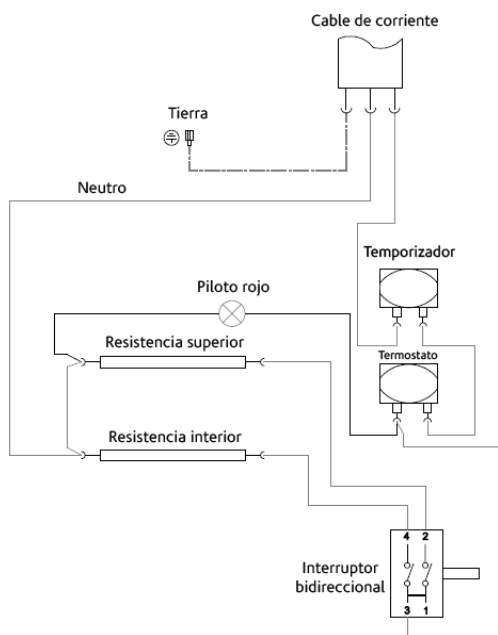 Cable de corriente
Tierra
Neutro
Temporizador
Piloto rojo
Resistencia superior
Termostato
Resistencia interior
4 2
Interruptor
bidireccional
3 1